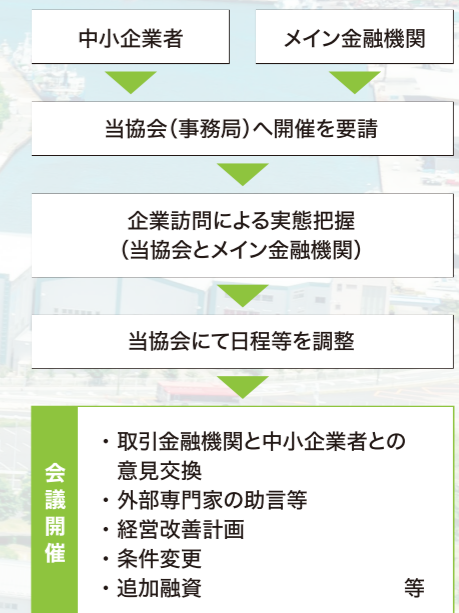 中小企業者
メイン金融機関
当協会（事務局）へ開催を要請
企業訪問による実態把握
（当協会とメイン金融機関）
当協会にて日程等を調整
会議開催
・取引金融機関と中小企業者との
意見交換
・外部専門家の助言等
・経営改善計画
・条件変更
・追加融資 等